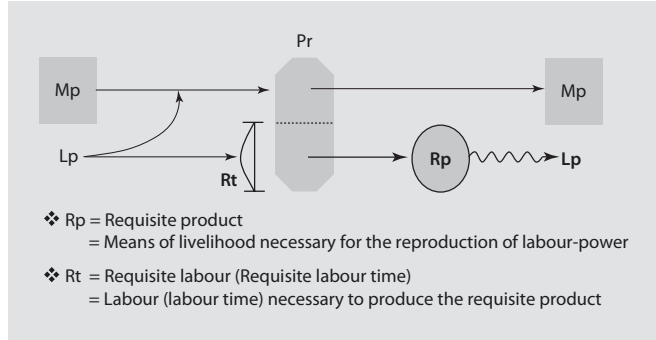 Pr
Mp
Mp
Lp
Rt
Rp
Lp
❖ Rp = Requisite product
= Means of livelihood necessary for the reproduction of labour-power
❖ Rt = Requisite labour (Requisite labour time)
= Labour (labour time) necessary to produce the requisite product